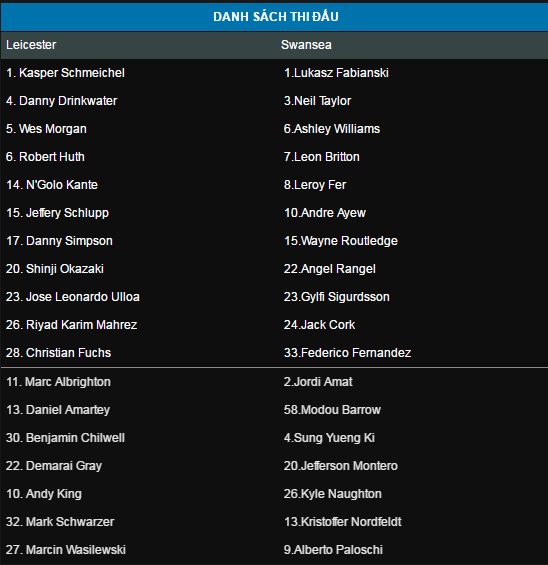 DANH SÁCH THI ĐẤU
Leicester Swansea
1. Kasper Schmeichel 1.Lukasz Fabianski
4. Danny Drinkwater 3.Neil Taylor
5. Wes Morgan 6.Ashley Williams
6. Robert Huth 7.Leon Britton
14. N'Golo Kante 8.Leroy Fer
15. Jeffery Schlupp 10.Andre Ayew
17. Danny Simpson 15.Wayne Routledge
20. Shinji Okazaki 22.Angel Rangel
23. Jose Leonardo Ulloa 23.Gylfi Sigurdsson
26. Riyad Karim Mahrez 24.Jack Cork
28. Christian Fuchs 33.Federico Fernandez
11. Marc Albrighton 2.Jordi Amat
13. Daniel Amartey 58.Modou Barrow
30. Benjamin Chilwell 4.Sung Yueng Ki
22. Demarai Gray 20.Jefferson Montero
10. Andy King 26.Kyle Naughton
32. Mark Schwarzer 13.Kristoffer Nordfeldt
27. Marcin Wasilewski 9.Alberto Paloschi